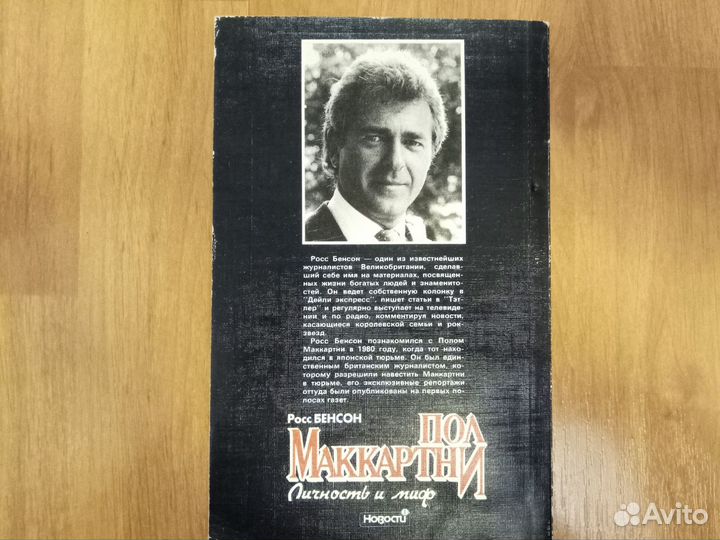 Росс Бенсон — один из известнейших
журналистов Великобритании, сделав-
ший себе имя на материалах, посвящен-
ных жизни богатых людей и знаменито-
стей. Он ведет собственную колонку в
"Дейли экспресс", пишет статьи в "Тэт-
лер" и регулярно выступает на телевиде-
нии и по радио, комментируя новости,
касающиеся королевской семьи и рок-
звезд.
Росс Бенсон познакомился с Полом
Маккартни в 1980 году, когда тот нахо-
дился в японской тюрьме. Он был един-
ственным британским журналистом, ко-
торому разрешили навестить Маккартни
в тюрьме, его эксклюзивные репортажи
оттуда были опубликованы на первых по-
лосах газет.
Росс БЕНСОН
ПОЛ
МАККАРТНИ
Личность и миф
Новости
Avito